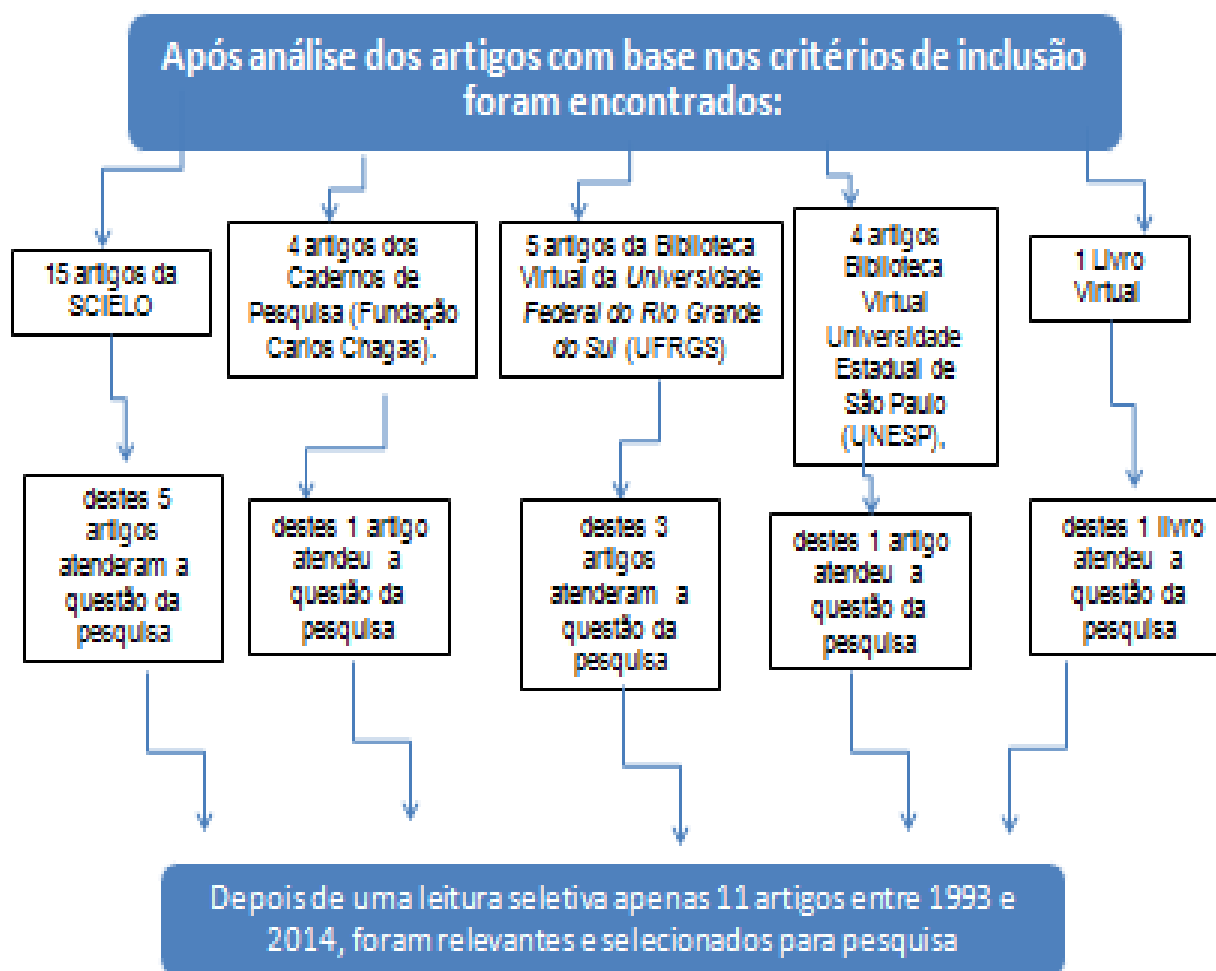 Após análise dos artigos com base nos critérios de inclusão
foram encontrados:
15 artigos da
SCIELO
4 artigos dos
Cadernos de
Pesquisa (Fundação
Carlos Chagas).
5 artigos da Biblioteca
Virtual da Universidade
Federal do Rio Grande
do Sul (UFRGS)
4 artigos
Biblioteca
Virtual
Universidade
Estadual de
São Paulo
(UNESP),
1 Livro
Virtual
destes 5
artigos
atenderam a
questão da
pesquisa
destes 1 artigo
atendeu a
questão da
pesquisa
destes 3
artigos
atenderam a
questão da
pesquisa
destes 1 artigo
atendeu a
questão da
pesquisa
destes 1 livro
atendeu a
questão da
pesquisa
Depois de uma leitura seletiva apenas 11 artigos entre 1993 e
2014, foram relevantes e selecionados para pesquisa